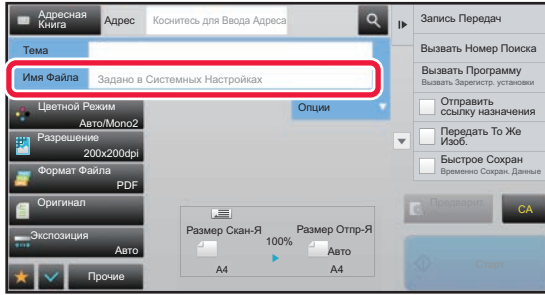 Адресная
Книга
Адрес
Коснитесь для Ввода Адреса
Тема
Имя Файла
Задано в Системных Настройках
Цветной Режим
Авто/Mono2
Опции
Разрешение
200x200dpi
Формат Файла
PDF
Оригинал
Экспозиция
Авто
Прочие
Размер Скан-Я
100%
Размер Отпр-Я
Авто
A4
A4
Запись Передач
Вызвать Номер Поиска
Вызвать Программу
Вызвать Зарегистр. установки
Отправить
ссылку назначения
Передать То Же
Изоб.
Быстрое Сохран
Временно Сохран. Данные
Предварит.
CA
Старт